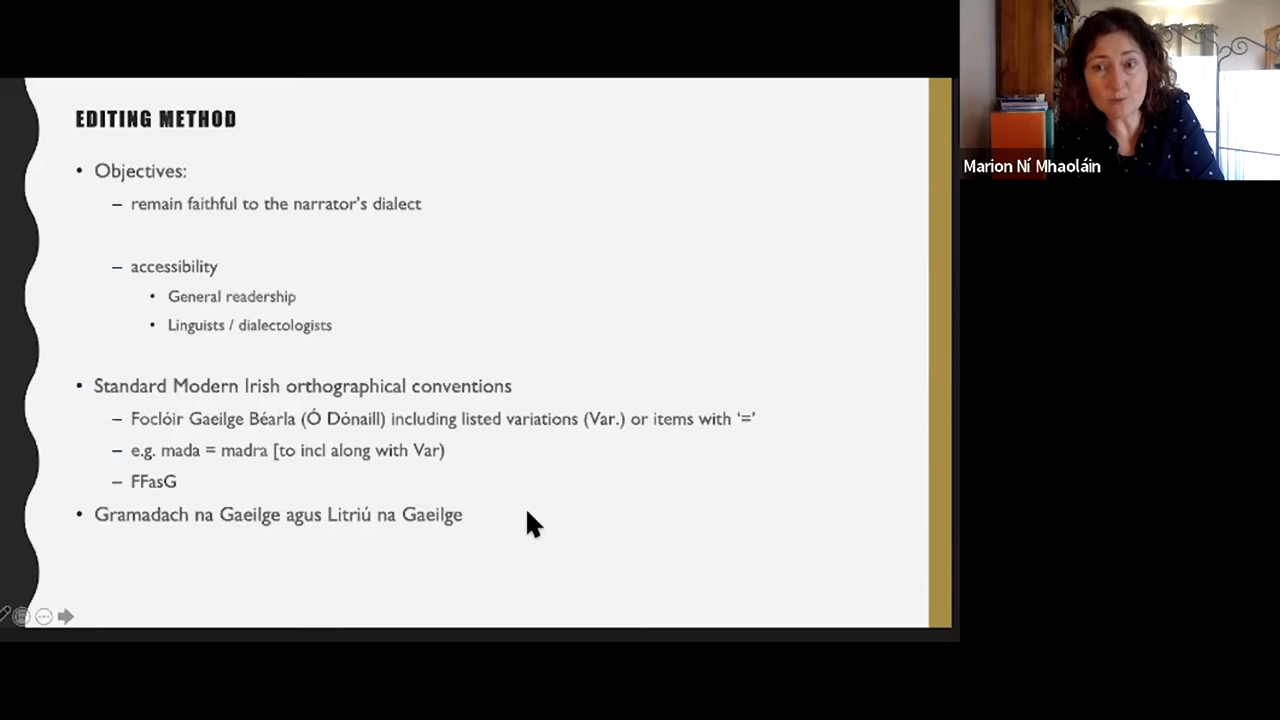 EDITING METHOD
• Objectives:
– remain faithful to the narrator's dialect
– accessibility
• General readership
• Linguists / dialectologists
• Standard Modern Irish orthographical conventions
– Foclóir Gaeilge Béarla (Ó Dónaill) including listed variations (Var.) or items with ‘=’
– e.g. mada = madra [to incl along with Var)
– FFasG
• Gramadach na Gaeilge agus Litriú na Gaeilge
Marion Ní Mhaoláin